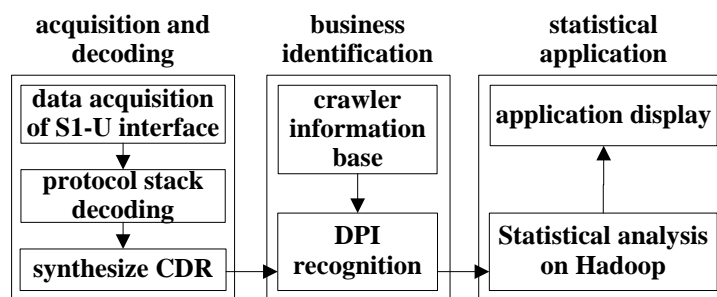 acquisition and
decoding
data acquisition
of S1-U interface
protocol stack
decoding
synthesize CDR
business
identification
crawler
information
base
DPI
recognition
statistical
application
application display
Statistical analysis
on Hadoop